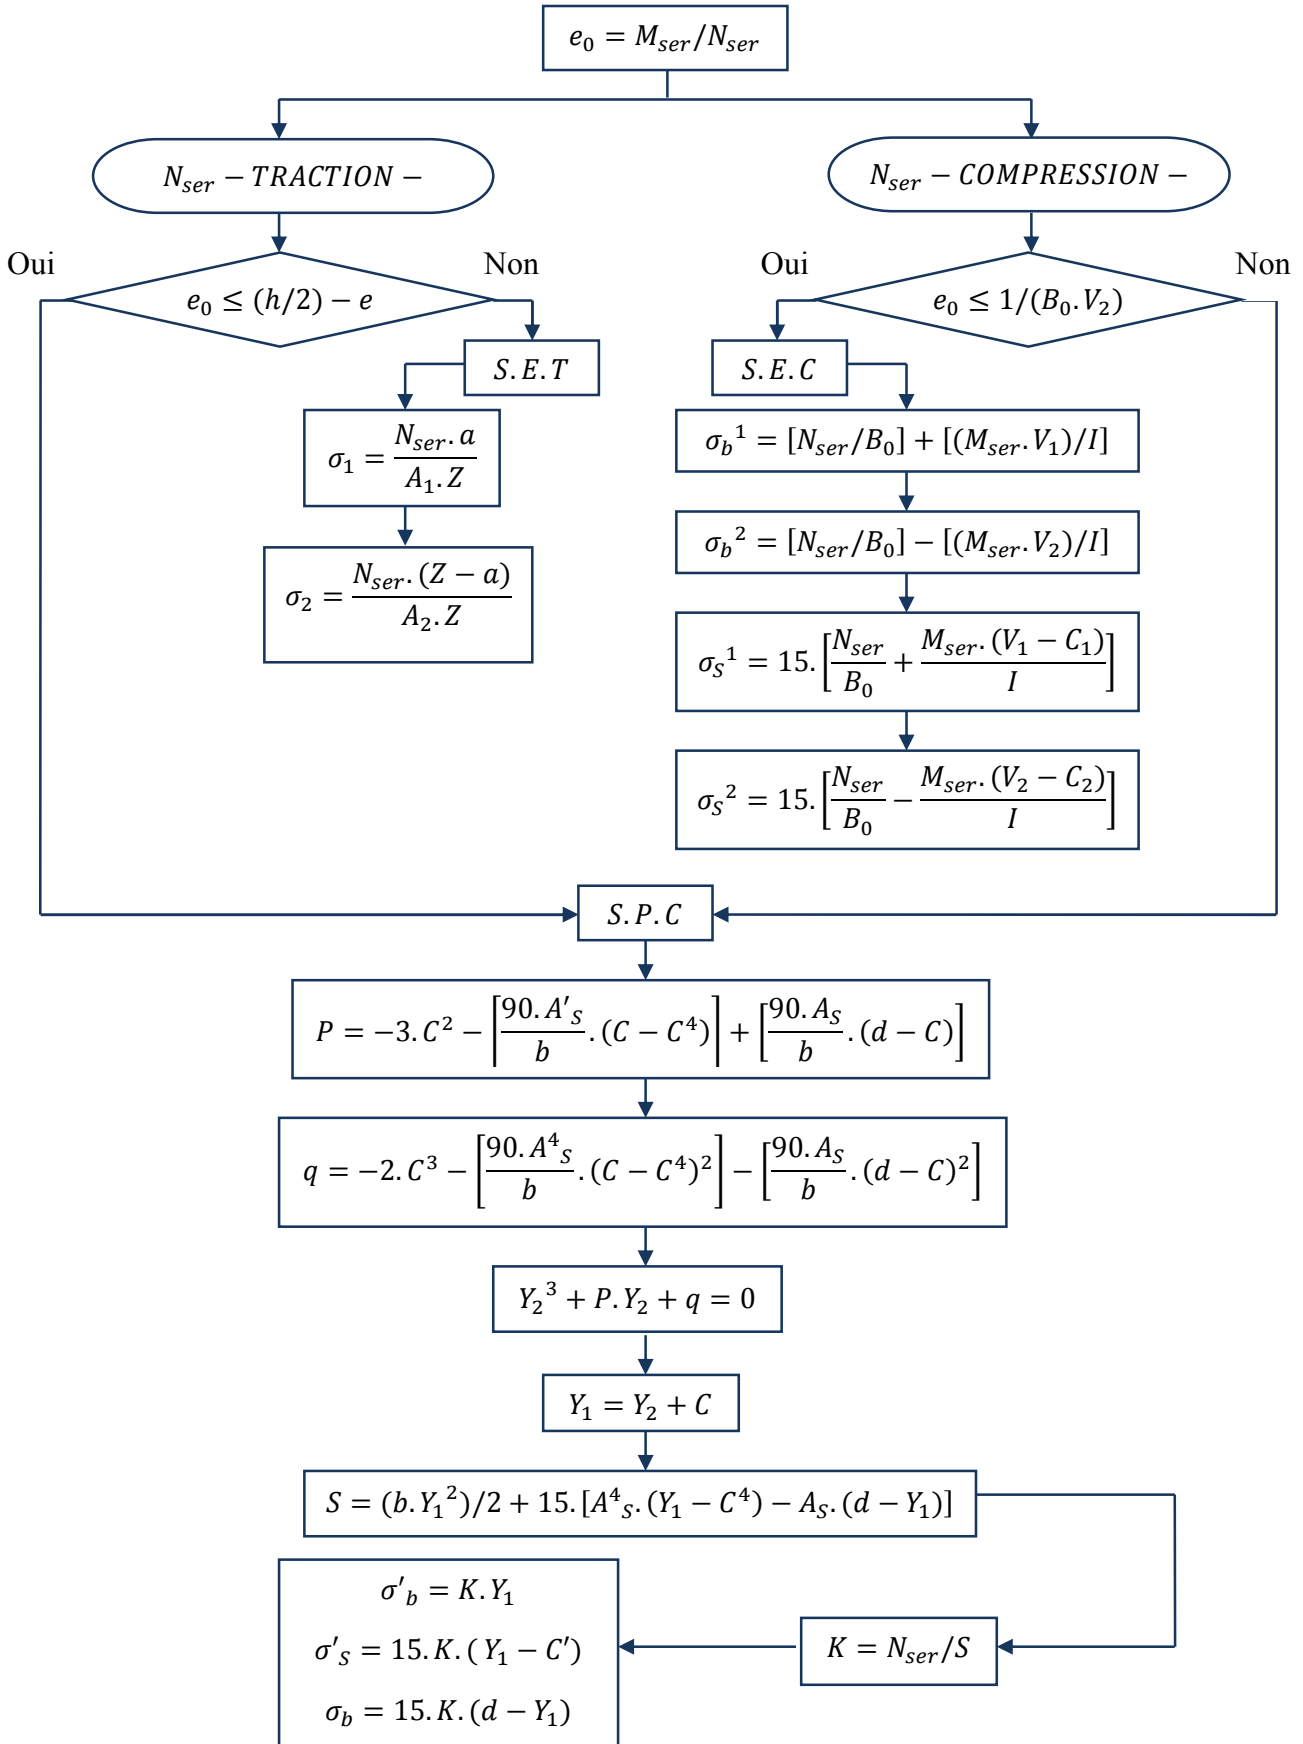 e₀ = M_ser/N_ser
N_ser − TRACTION −
N_ser − COMPRESSION −
Oui
Non
e₀ ≤ (h/2) − e
Oui
Non
e₀ ≤ 1/(B₀.V₂)
S.E.T
σ₁ = (N_ser.a)/(A₁.Z)
σ₂ = (N_ser.(Z − a))/(A₂.Z)
S.E.C
σ_b¹ = [N_ser/B₀] + [(M_ser.V₁)/I]
σ_b² = [N_ser/B₀] − [(M_ser.V₂)/I]
σ_S¹ = 15.[N_ser/B₀ + M_ser.(V₁ − C₁)/I]
σ_S² = 15.[N_ser/B₀ − M_ser.(V₂ − C₂)/I]
S.P.C
P = −3.C² − [90.A′_S/b.(C − C⁴)] + [90.A_S/b.(d − C)]
q = −2.C³ − [90.A⁴_S/b.(C − C⁴)²] − [90.A_S/b.(d − C)²]
Y₂³ + P.Y₂ + q = 0
Y₁ = Y₂ + C
S = (b.Y₁²)/2 + 15.[A⁴_S.(Y₁ − C⁴) − A_S.(d − Y₁)]
K = N_ser/S
σ′_b = K.Y₁
σ′_S = 15.K.(Y₁ − C′)
σ_b = 15.K.(d − Y₁)